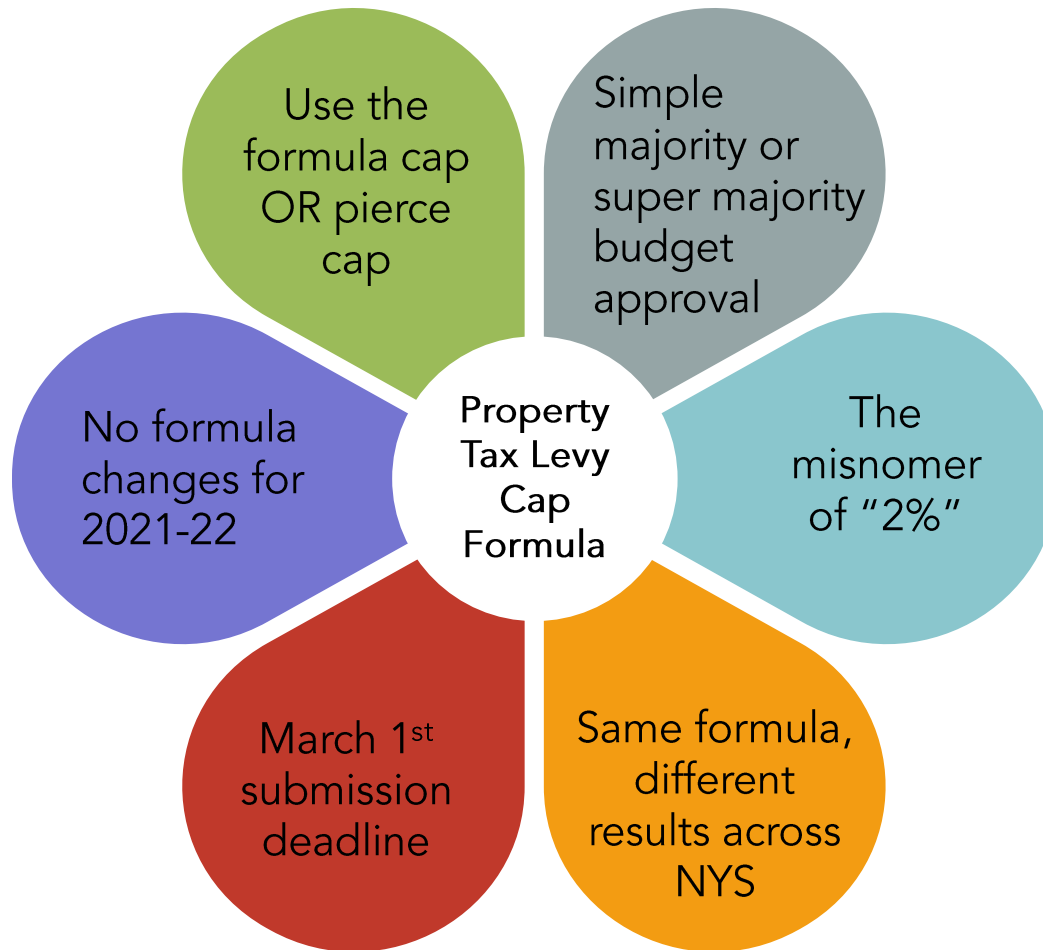 Use the
formula cap
OR pierce
cap
Simple
majority or
super majority
budget
approval
The
misnomer
of “2%”
Same formula,
different
results across
NYS
March 1st
submission
deadline
No formula
changes for
2021-22
Property
Tax Levy
Cap
Formula